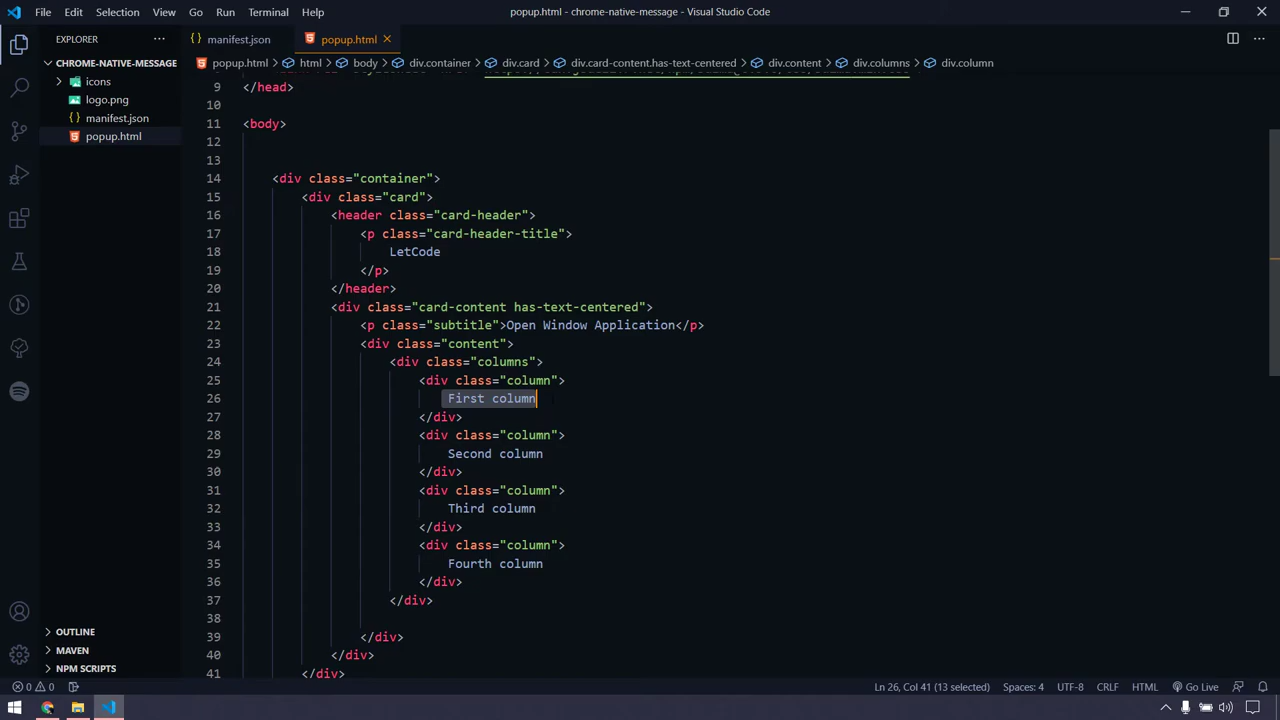 File Edit Selection View Go Run Terminal Help
popup.html - chrome-native-message - Visual Studio Code
EXPLORER
manifest.json
popup.html
CHROME-NATIVE-MESSAGE
icons
logo.png
manifest.json
popup.html
popup.html > html > body > div.container > div.card > div.card-content.has-text-centered > div.content > div.columns > div.column
9 </head>
10
11 <body>
12
13
14 <div class="container">
15 <div class="card">
16 <header class="card-header">
17 <p class="card-header-title">
18 LetCode
19 </p>
20 </header>
21 <div class="card-content has-text-centered">
22 <p class="subtitle">Open Window Application</p>
23 <div class="content">
24 <div class="columns">
25 <div class="column">
26 First column
27 </div>
28 <div class="column">
29 Second column
30 </div>
31 <div class="column">
32 Third column
33 </div>
34 <div class="column">
35 Fourth column
36 </div>
37 </div>
38
39 </div>
40 </div>
41 </div>
OUTLINE
MAVEN
NPM SCRIPTS
0 0
Ln 26, Col 41 (13 selected) Spaces: 4 UTF-8 CRLF HTML Go Live